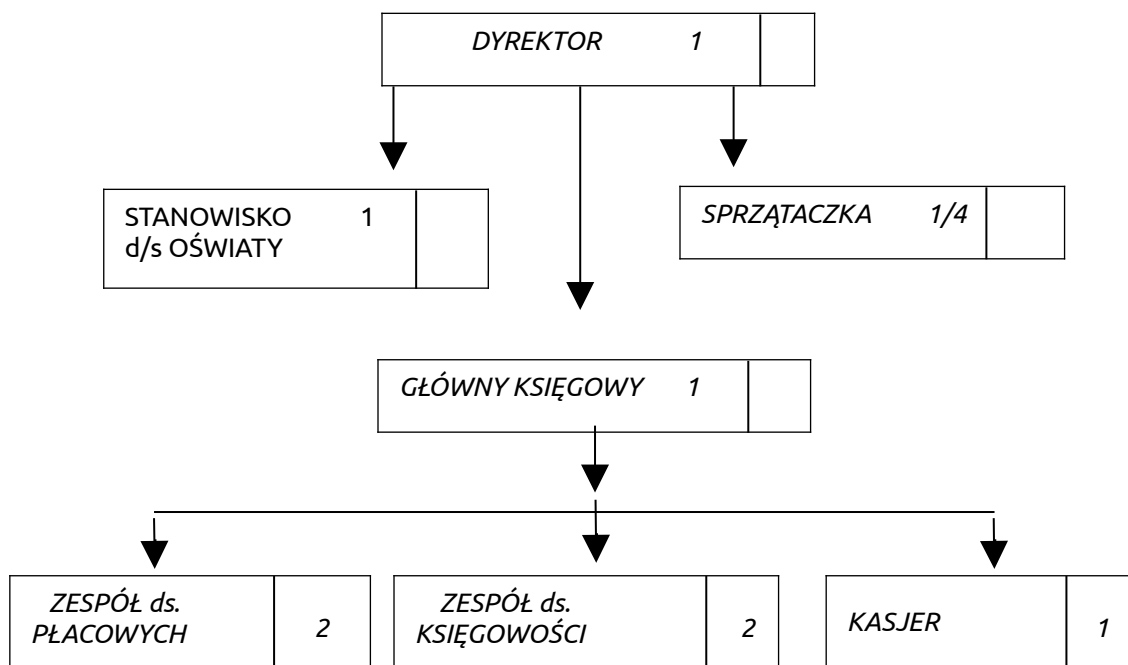 DYREKTOR 1
STANOWISKO 1
d/s OŚWIATY
SPRZĄTACZKA 1/4
GŁÓWNY KSIĘGOWY 1
ZESPÓŁ ds.
PŁACOWYCH 2
ZESPÓŁ ds.
KSIĘGOWOŚCI 2
KASJER 1